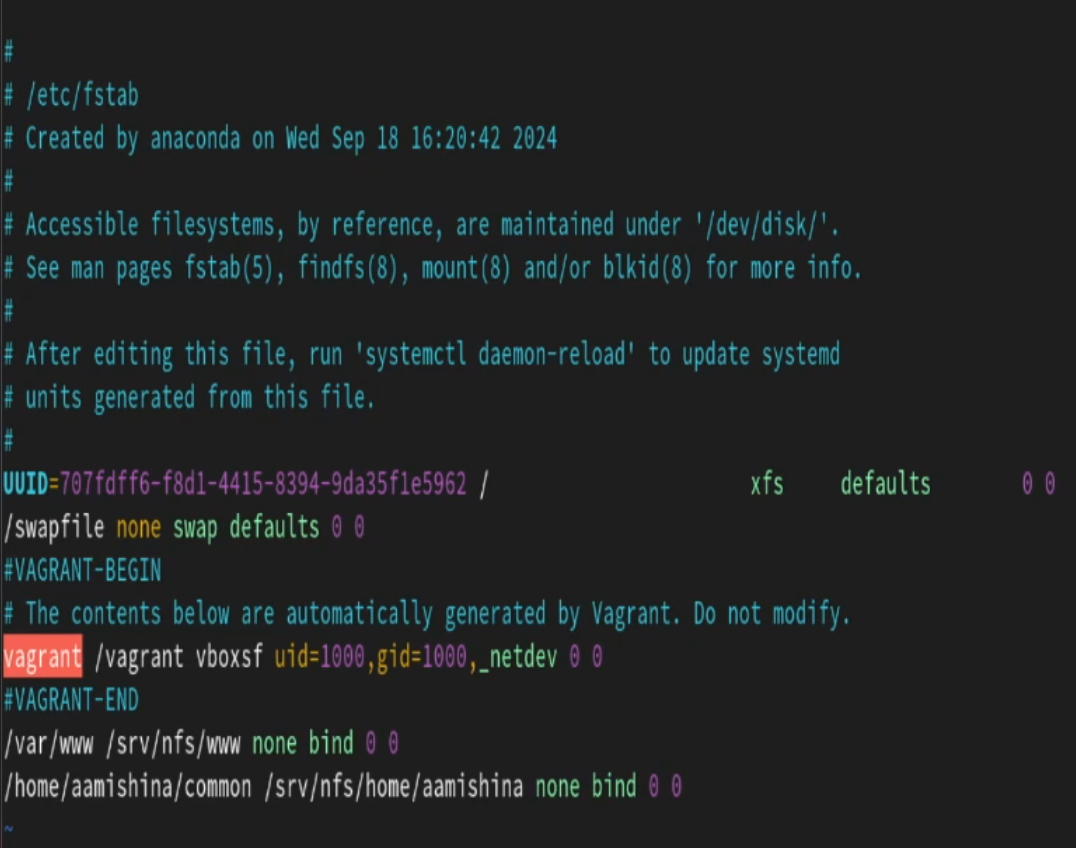 #
# /etc/fstab
# Created by anaconda on Wed Sep 18 16:20:42 2024
#
# Accessible filesystems, by reference, are maintained under '/dev/disk/'.
# See man pages fstab(5), findfs(8), mount(8) and/or blkid(8) for more info.
#
# After editing this file, run 'systemctl daemon-reload' to update systemd
# units generated from this file.
#
UUID=707fdff6-f8d1-4415-8394-9da35f1e5962 /                       xfs     defaults        0 0
/swapfile none swap defaults 0 0
#VAGRANT-BEGIN
# The contents below are automatically generated by Vagrant. Do not modify.
vagrant /vagrant vboxsf uid=1000,gid=1000,_netdev 0 0
#VAGRANT-END
/var/www /srv/nfs/www none bind 0 0
/home/aamishina/common /srv/nfs/home/aamishina none bind 0 0
~